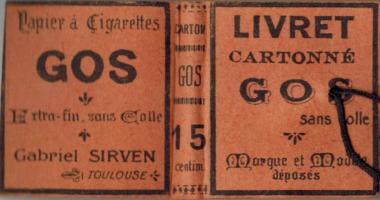 Papier à Cigarettes
GOS
Extra-fin, sans Colle
Gabriel SIRVEN
TOULOUSE
CARTON
GOS
15
centim
LIVRET
CARTONNÉ
GOS
sans colle
Marque et Modèle
déposés